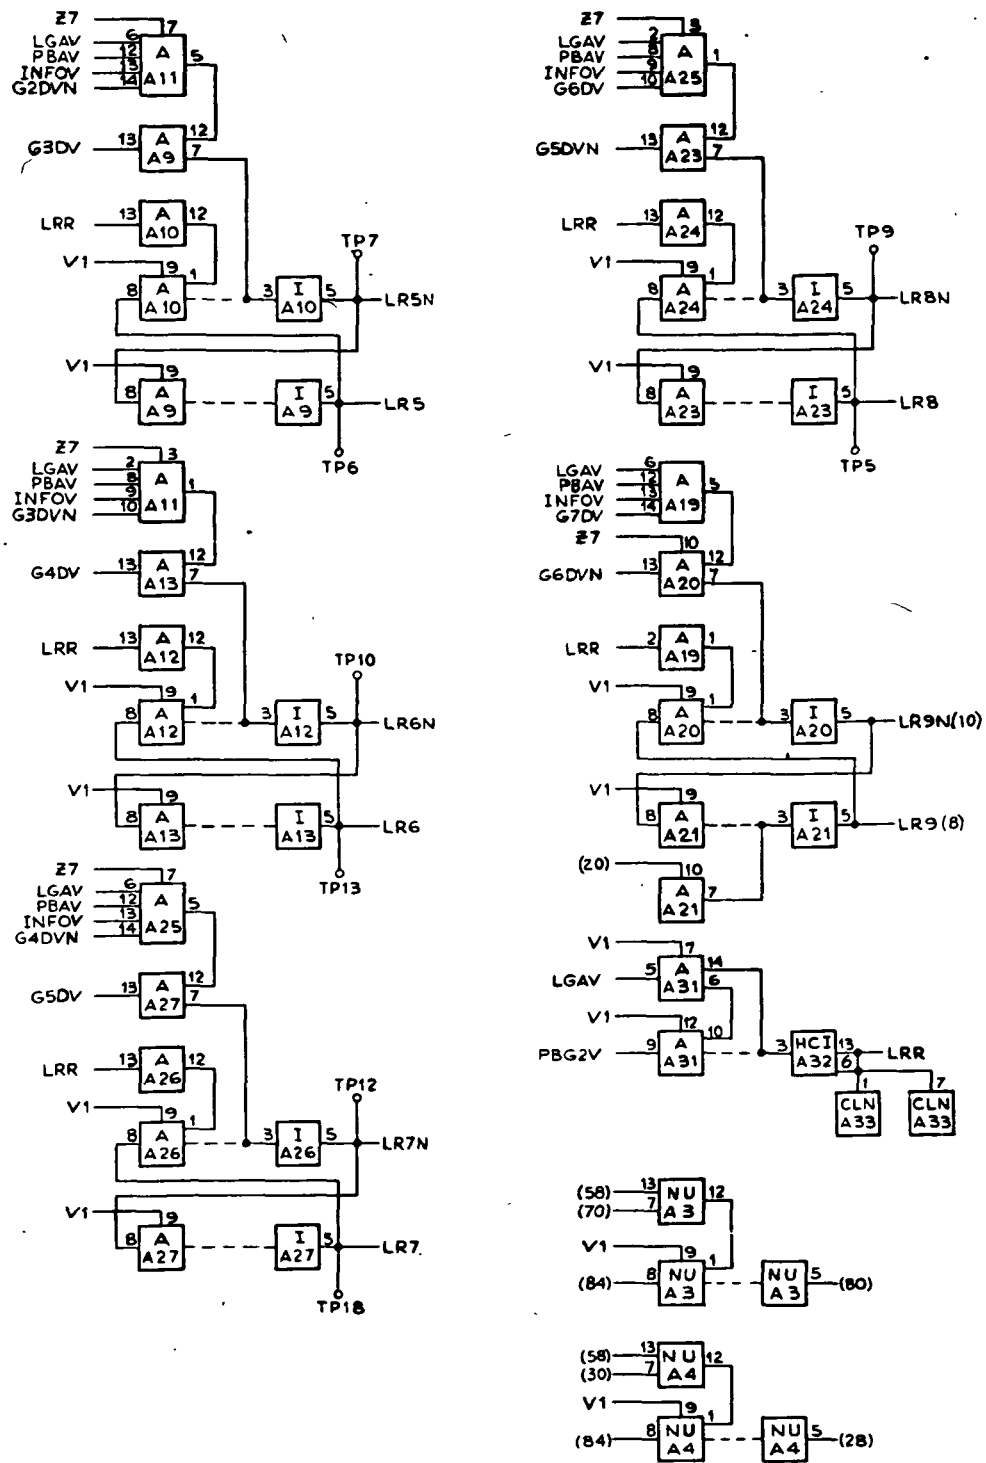 Z7
7
LGAV 6
PBAV 12
INFOV 13
G2DVN 14
A
A11
5
G3DV 13
A
A9
12
7
LRR 13
A
A10
12
V1
9
8
A
A10
1
3
I
A10
5
LR5N
TP7
V1
9
8
A
A9
I
A9
5
LR5
TP6
Z7
3
LGAV 2
PBAV 8
INFOV 9
G3DVN 10
A
A11
1
G4DV 13
A
A13
12
7
LRR 13
A
A12
12
V1
9
8
A
A12
1
3
I
A12
5
LR6N
TP10
V1
9
8
A
A13
I
A13
5
LR6
TP13
Z7
7
LGAV 6
PBAV 12
INFOV 13
G4DVN 14
A
A25
5
G5DV 13
A
A27
12
7
LRR 13
A
A26
12
V1
9
8
A
A26
1
3
I
A26
5
LR7N
TP12
V1
9
8
A
A27
I
A27
5
LR7
TP18
Z7
3
LGAV 2
PBAV 8
INFOV 9
G6DV 10
A
A25
1
G5DVN 13
A
A23
12
7
LRR 13
A
A24
12
V1
9
8
A
A24
1
3
I
A24
5
LR8N
TP9
V1
9
8
A
A23
I
A23
5
LR8
TP5
LGAV 6
PBAV 12
INFOV 13
G7DV 14
A
A19
5
Z7
10
G6DVN 13
A
A20
12
7
LRR 2
A
A19
1
V1
9
8
A
A20
1
3
I
A20
5
LR9N(10)
V1
9
8
A
A21
3
I
A21
5
LR9(8)
(20)
10
A
A21
7
V1
7
LGAV 5
A
A31
14
6
V1
12
PBG2V 9
A
A31
10
3
HCI
A32
13
6
LRR
1
CLN
A33
7
CLN
A33
(58) 13
(70) 7
NU
A3
12
V1
9
(84) 8
NU
A3
1
NU
A3
5
(80)
(58) 13
(30) 7
NU
A4
12
V1
9
(84) 8
NU
A4
1
NU
A4
5
(28)